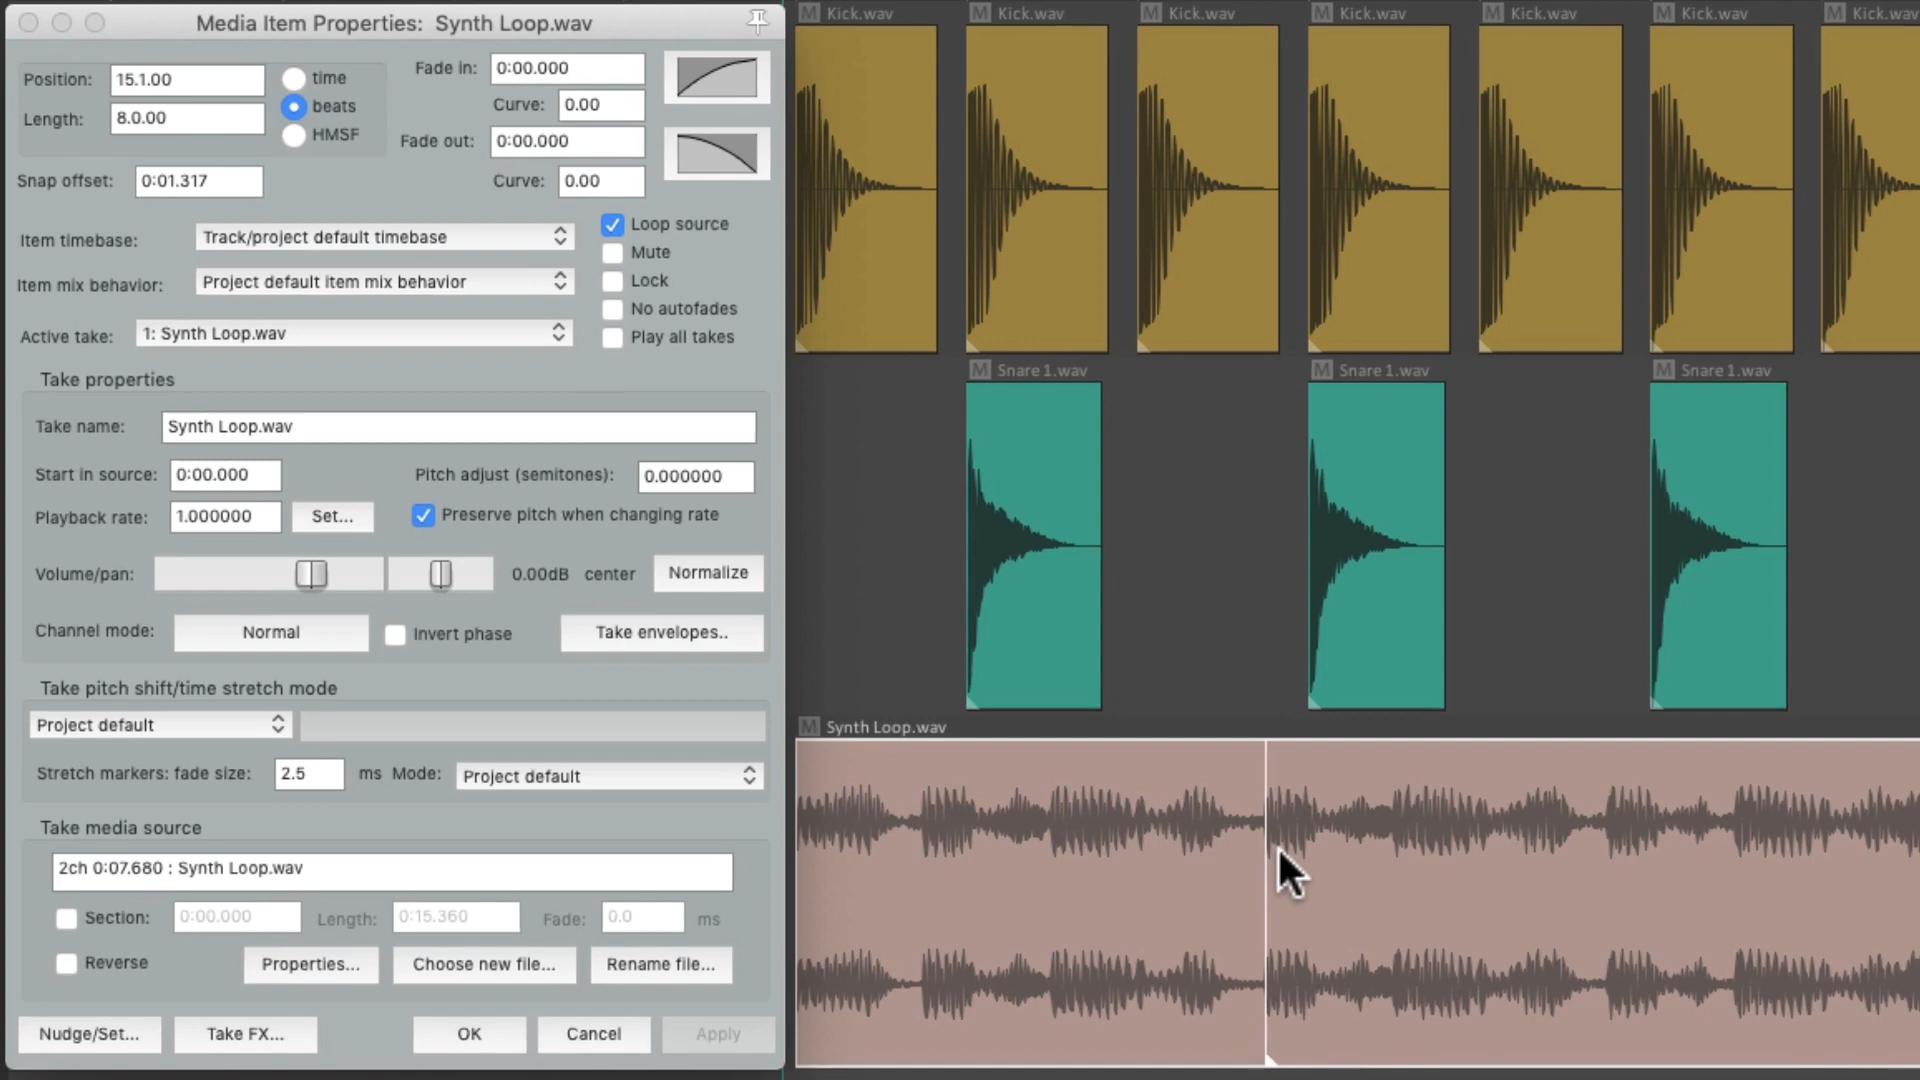 Media Item Properties: Synth Loop.wav
Position: 15.1.00
time
beats
HMSF
Length: 8.0.00
Fade in: 0:00.000
Curve: 0.00
Fade out: 0:00.000
Curve: 0.00
Snap offset: 0:01.317
Item timebase: Track/project default timebase
Item mix behavior: Project default item mix behavior
Active take: 1: Synth Loop.wav
Loop source
Mute
Lock
No autofades
Play all takes
Take properties
Take name: Synth Loop.wav
Start in source: 0:00.000
Pitch adjust (semitones): 0.000000
Playback rate: 1.000000 Set...
Preserve pitch when changing rate
Volume/pan: 0.00dB center Normalize
Channel mode: Normal Invert phase Take envelopes..
Take pitch shift/time stretch mode
Project default
Stretch markers: fade size: 2.5 ms Mode: Project default
Take media source
2ch 0:07.680 : Synth Loop.wav
Section: 0:00.000 Length: 0:15.360 Fade: 0.0 ms
Reverse Properties... Choose new file... Rename file...
Nudge/Set... Take FX... OK Cancel Apply
M Kick.wav M Kick.wav M Kick.wav M Kick.wav M Kick.wav M Kick.wav M Kick.wav
M Snare 1.wav M Snare 1.wav M Snare 1.wav
M Synth Loop.wav